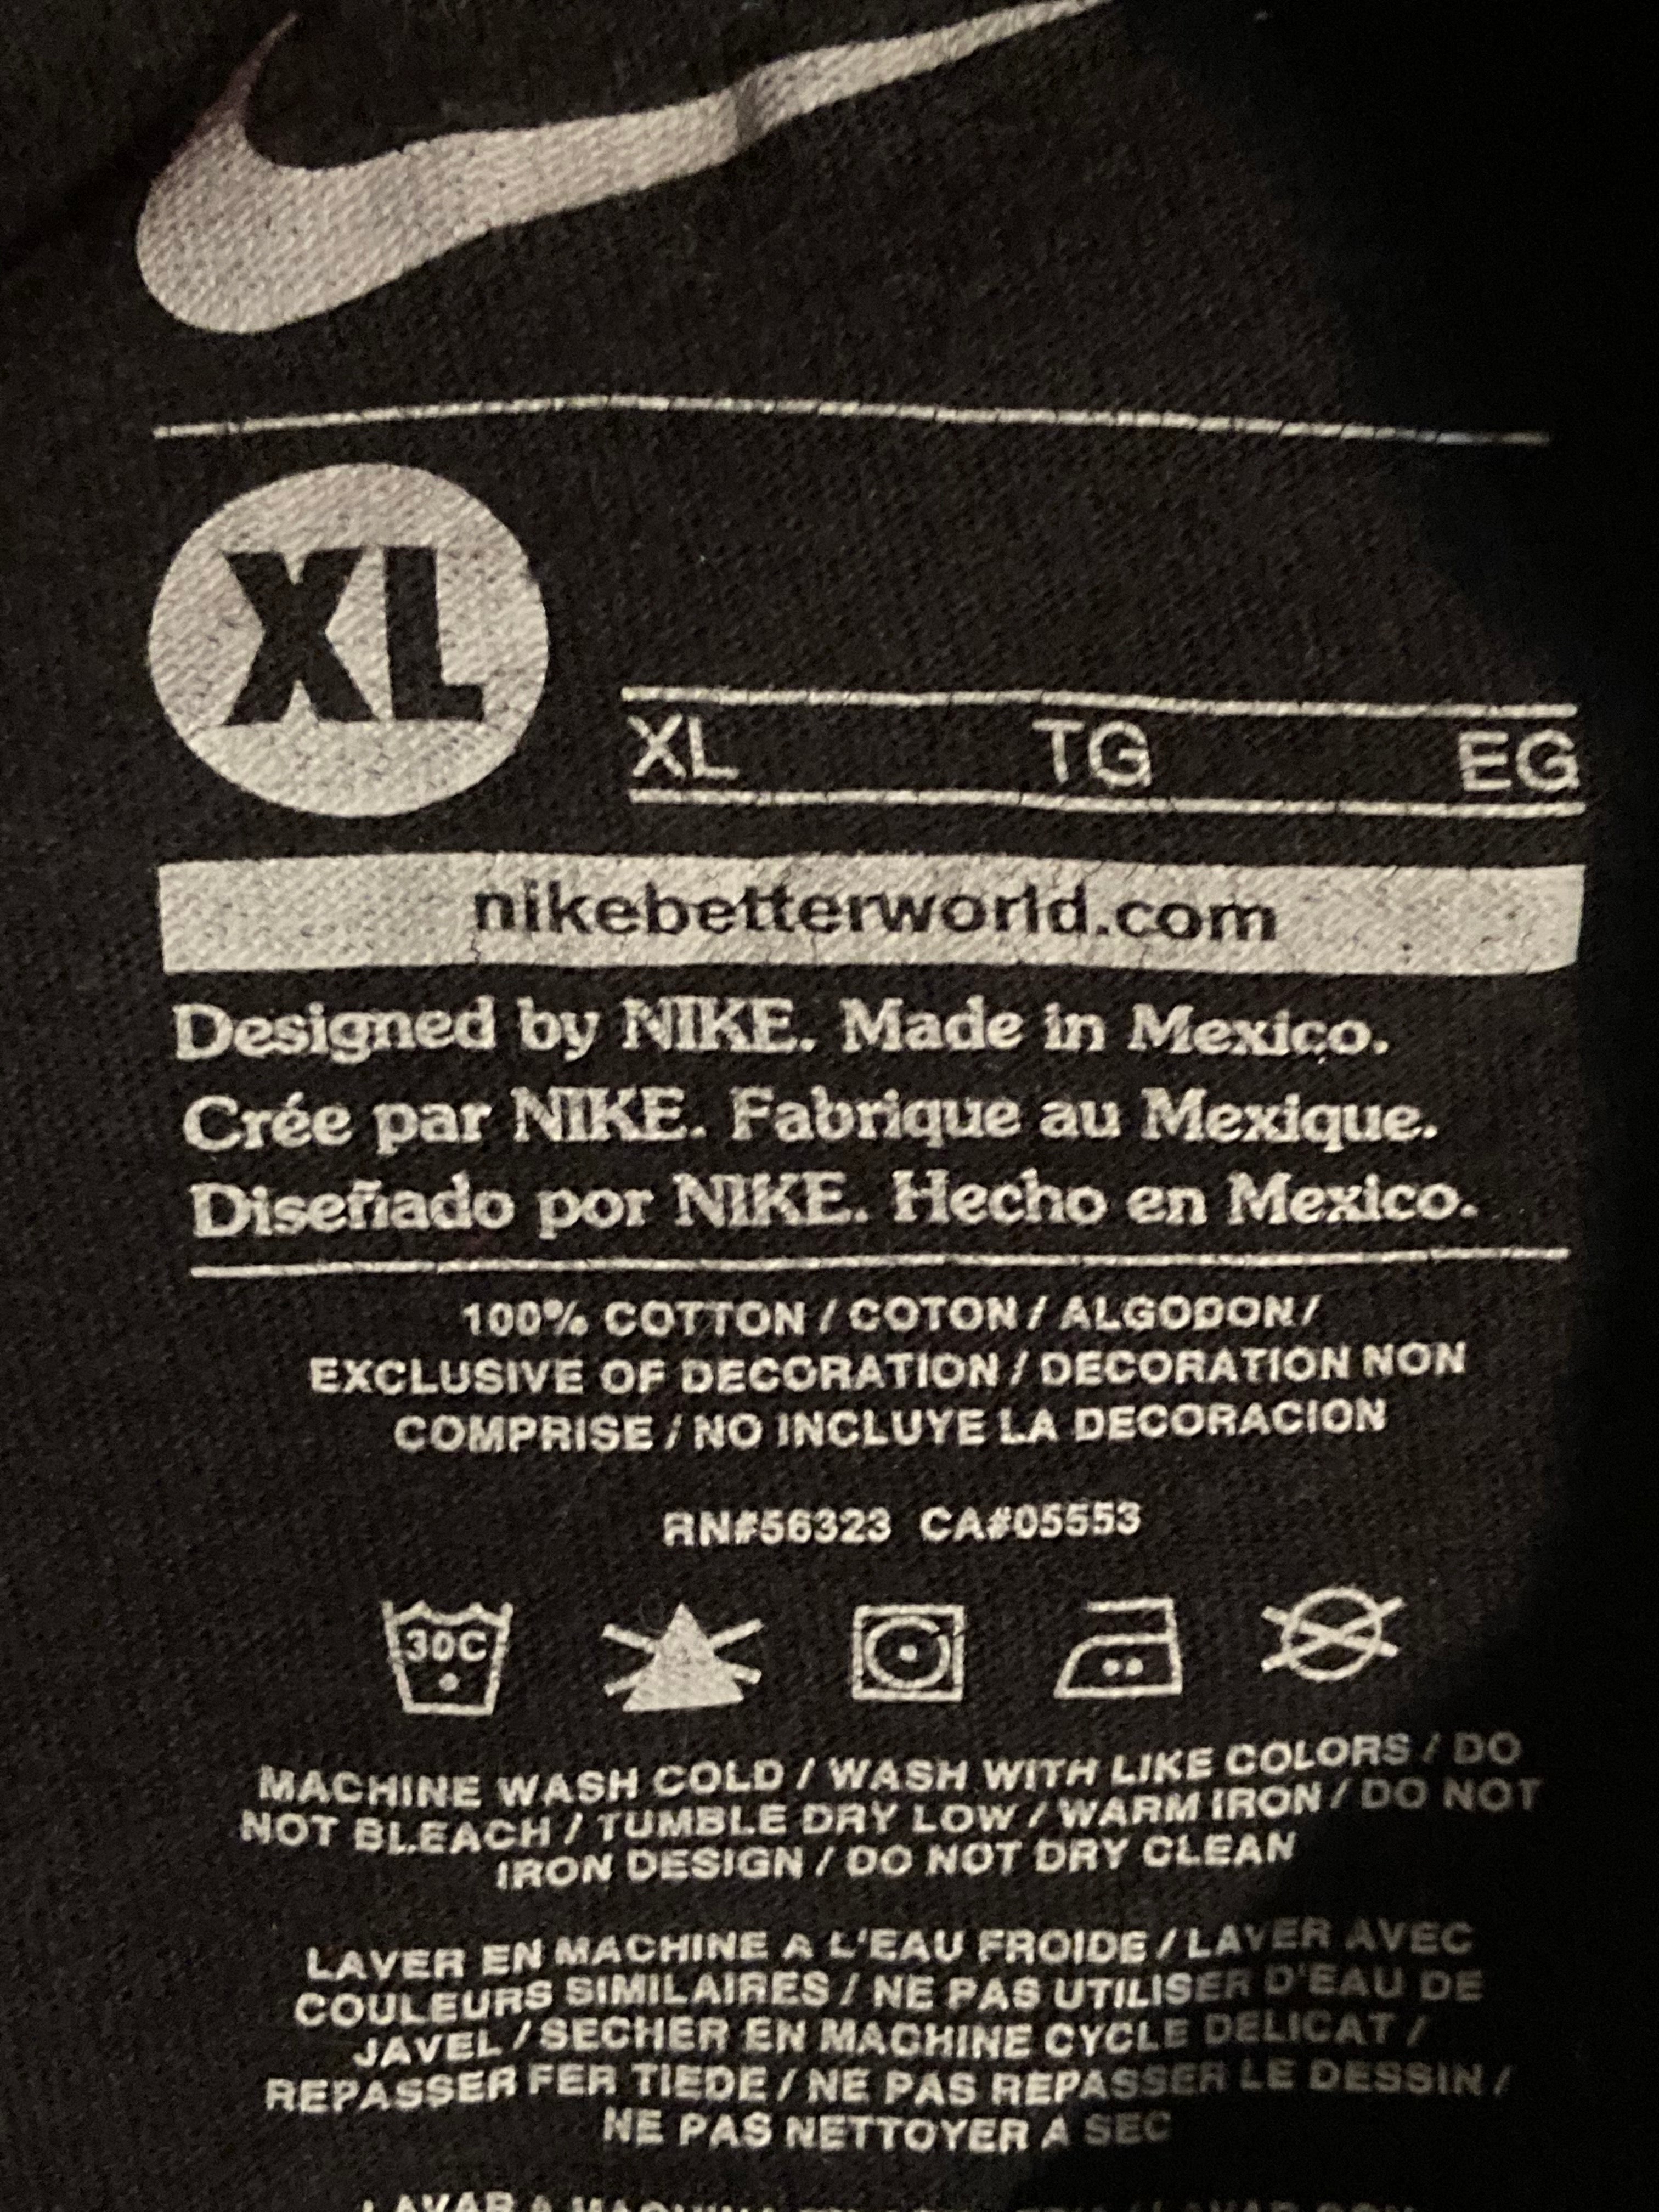 XL
XL TG EG
nikebetterworld.com
Designed by NIKE. Made in Mexico.
Crée par NIKE. Fabrique au Mexique.
Diseñado por NIKE. Hecho en Mexico.
100% COTTON / COTON / ALGODON /
EXCLUSIVE OF DECORATION / DECORATION NON
COMPRISE / NO INCLUYE LA DECORACION
RN#56323 CA#05553
30C
MACHINE WASH COLD / WASH WITH LIKE COLORS / DO
NOT BLEACH / TUMBLE DRY LOW / WARM IRON / DO NOT
IRON DESIGN / DO NOT DRY CLEAN
LAVER EN MACHINE A L'EAU FROIDE / LAVER AVEC
COULEURS SIMILAIRES / NE PAS UTILISER D'EAU DE
JAVEL / SECHER EN MACHINE CYCLE DELICAT /
REPASSER FER TIEDE / NE PAS REPASSER LE DESSIN /
NE PAS NETTOYER A SEC
LAVAR A